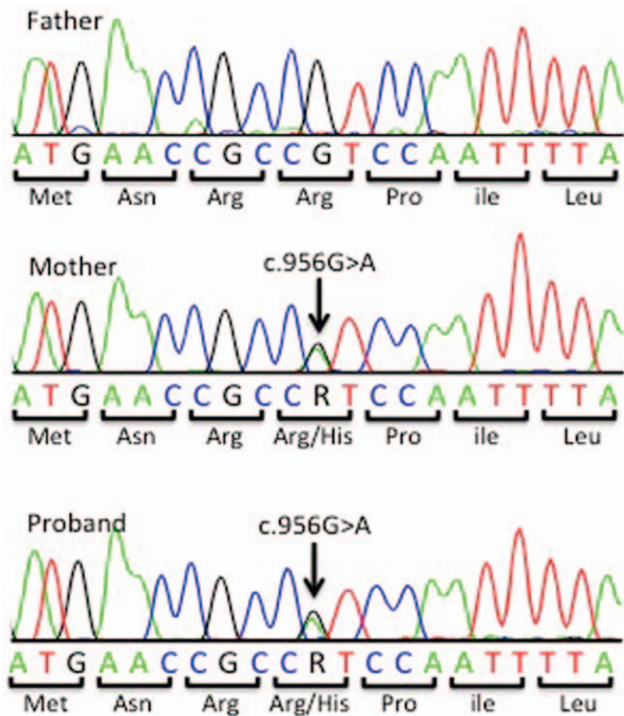 Father
A T G A A C C G C C G T C C A A T T T T A
Met Asn Arg Arg Pro ile Leu
Mother
c.956G>A
A T G A A C C G C C R T C C A A T T T T A
Met Asn Arg Arg/His Pro ile Leu
Proband
c.956G>A
A T G A A C C G C C R T C C A A T T T T A
Met Asn Arg Arg/His Pro ile Leu